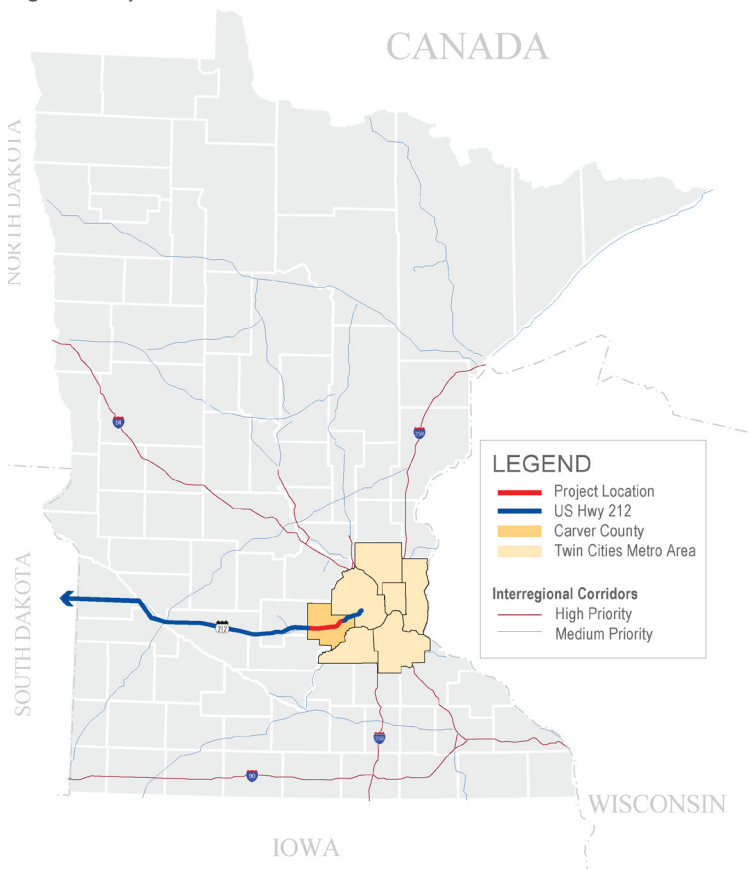 CANADA
NORTH DAKOTA
94
LEGEND
Project Location
US Hwy 212
Carver County
Twin Cities Metro Area
Interregional Corridors
High Priority
Medium Priority
SOUTH DAKOTA
212
90
WISCONSIN
IOWA